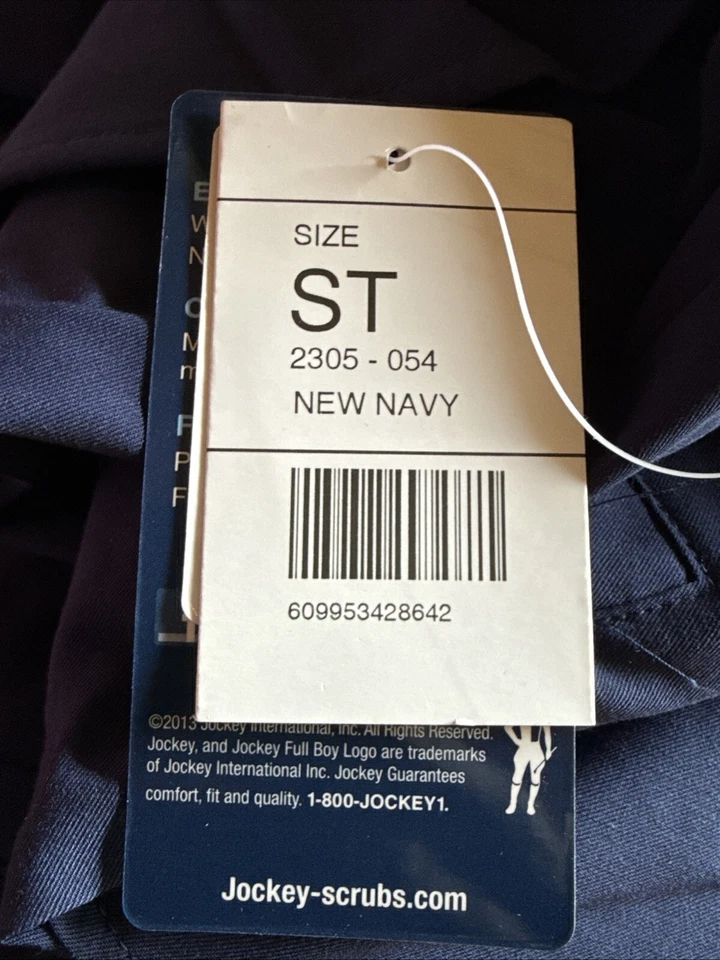 SIZE
ST
2305 - 054
NEW NAVY
609953428642
©2013 Jockey International, Inc. All Rights Reserved.
Jockey, and Jockey Full Boy Logo are trademarks
of Jockey International Inc. Jockey Guarantees
comfort, fit and quality. 1-800-JOCKEY1.
Jockey-scrubs.com